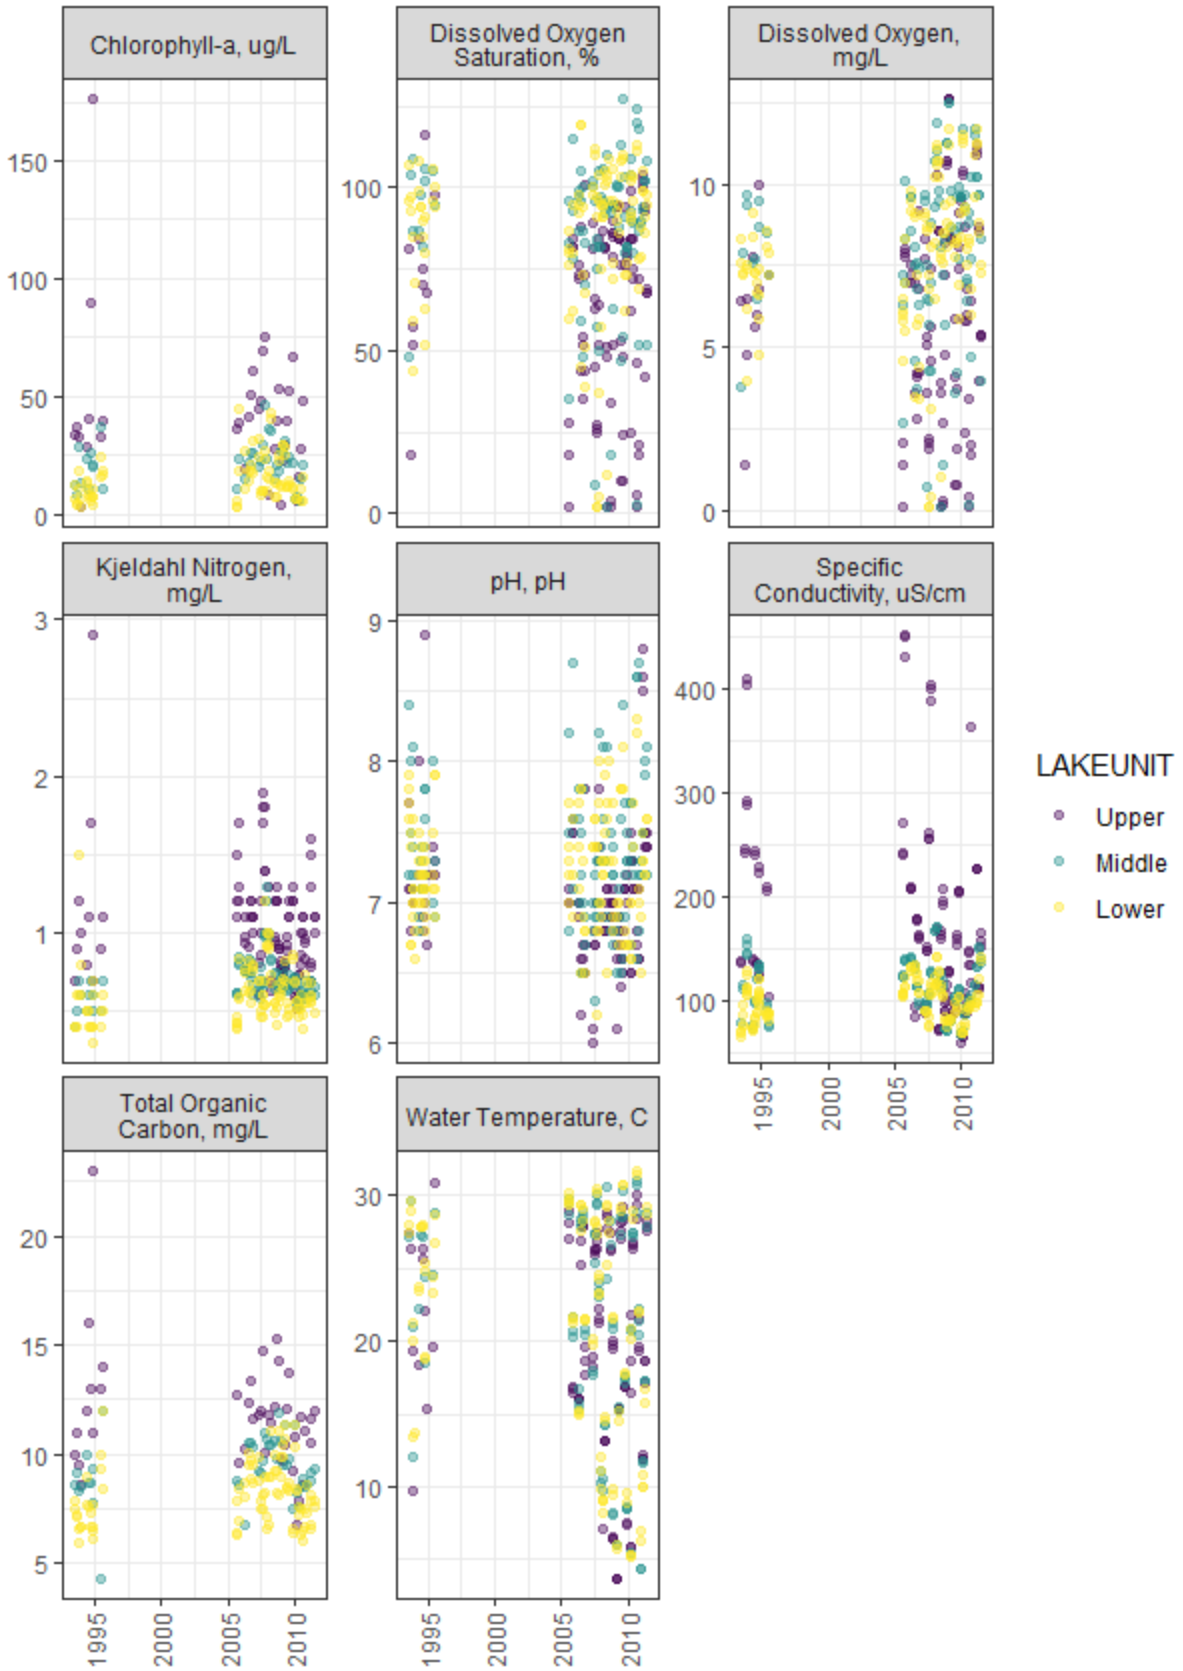 Chlorophyll-a, ug/L
Dissolved Oxygen
Saturation, %
Dissolved Oxygen,
mg/L
150
100
50
0
100
50
0
10
5
0
Kjeldahl Nitrogen,
mg/L
pH, pH
Specific
Conductivity, uS/cm
3
2
1
9
8
7
6
400
300
200
100
1995
2000
2005
2010
LAKEUNIT
Upper
Middle
Lower
Total Organic
Carbon, mg/L
Water Temperature, C
20
15
10
5
30
20
10
1995
2000
2005
2010
1995
2000
2005
2010